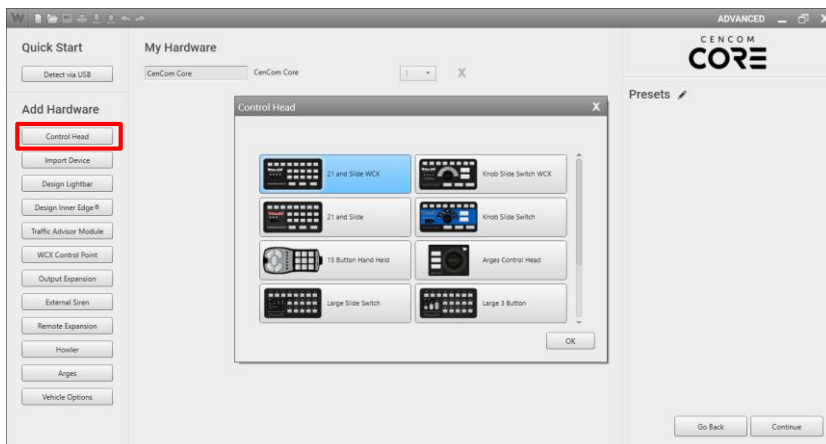 W
ADVANCED
Quick Start
Detect via USB
Add Hardware
Control Head
Import Device
Design Lightbar
Design Inner Edge®
Traffic Advisor Module
WCX Control Point
Output Expansion
External Siren
Remote Expansion
Howler
Arges
Vehicle Options
My Hardware
CenCom Core CenCom Core 1 X
Control Head X
21 and Slide WCX
Knob Slide Switch WCX
21 and Slide
Knob Slide Switch
15 Button Hand Held
Arges Control Head
Large Slide Switch
Large 3 Button
OK
CENCOM
CORE
Presets
Go Back
Continue